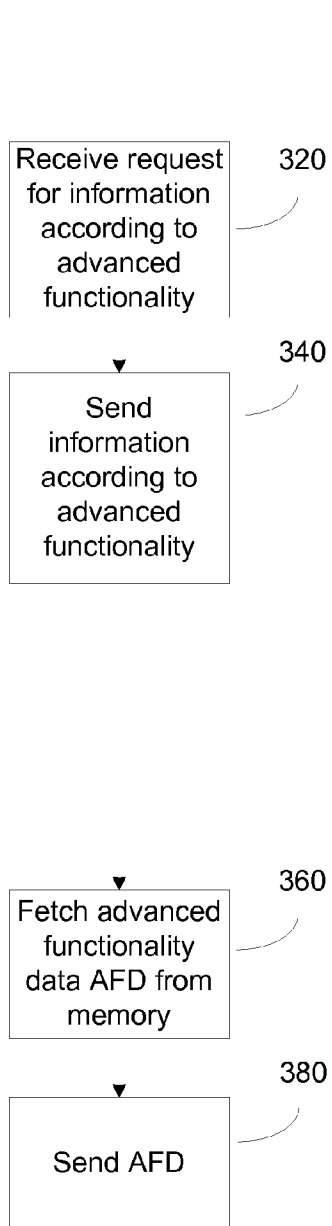 Receive request
for information
according to
advanced
functionality
320
340
Send
information
according to
advanced
functionality
360
Fetch advanced
functionality
data AFD from
memory
380
Send AFD